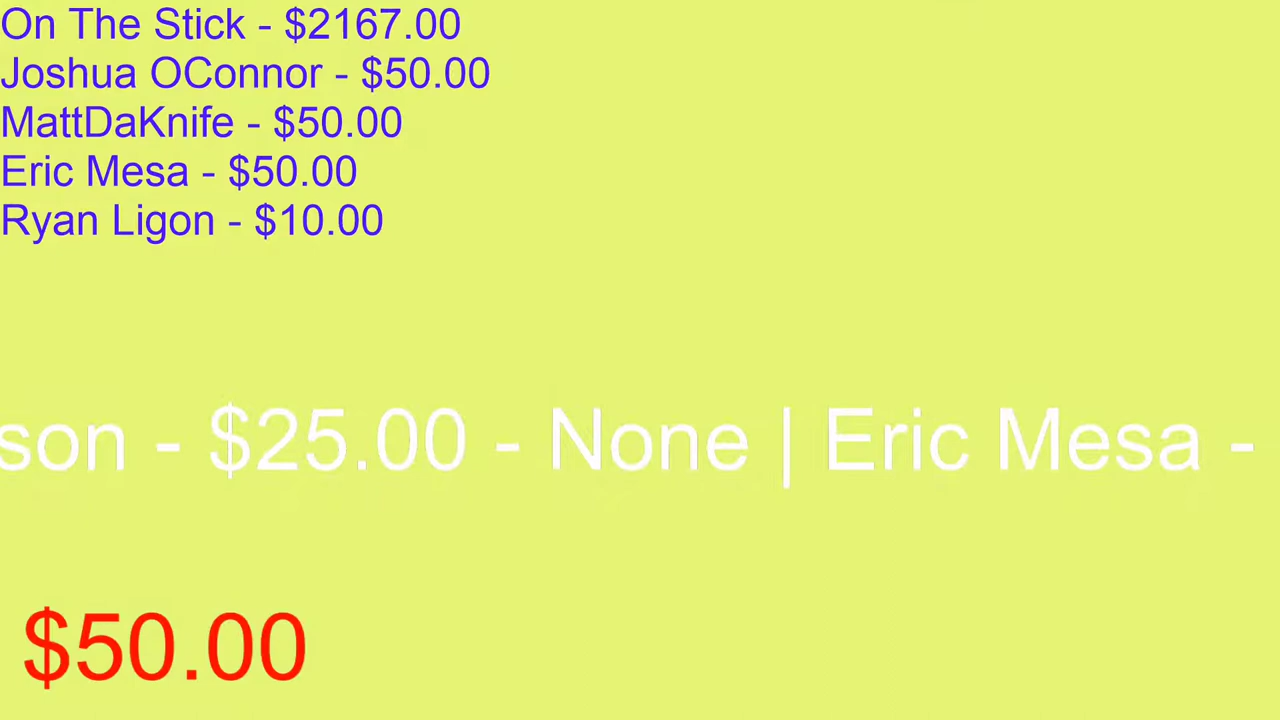 On The Stick - $2167.00
Joshua OConnor - $50.00
MattDaKnife - $50.00
Eric Mesa - $50.00
Ryan Ligon - $10.00
son - $25.00 - None | Eric Mesa -
$50.00